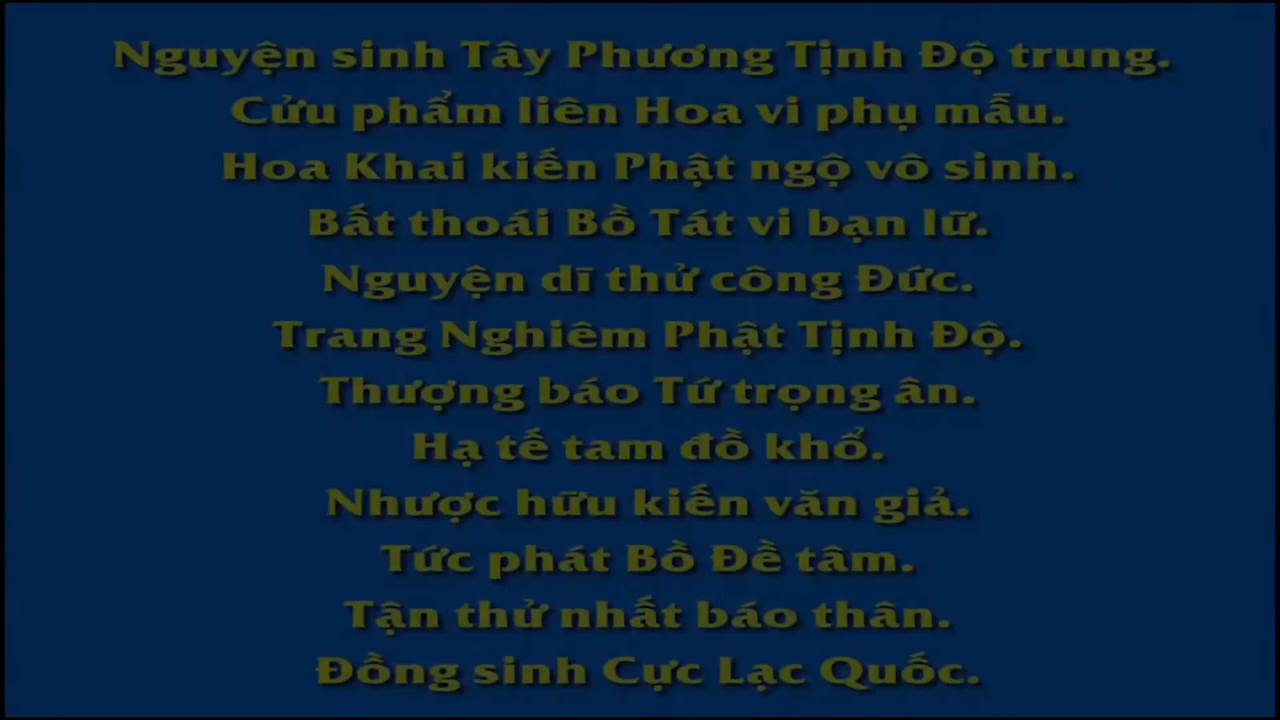 Nguyện sinh Tây Phương Tịnh Độ trung.
Cửu phẩm liên Hoa vi phụ mẫu.
Hoa Khai kiến Phật ngộ vô sinh.
Bất thoái Bồ Tát vi bạn lữ.
Nguyện dĩ thử công Đức.
Trang Nghiêm Phật Tịnh Độ.
Thượng báo Tứ trọng ân.
Hạ tế tam đồ khổ.
Nhược hữu kiến văn giả.
Tức phát Bồ Đề tâm.
Tận thử nhất báo thân.
Đồng sinh Cực Lạc Quốc.